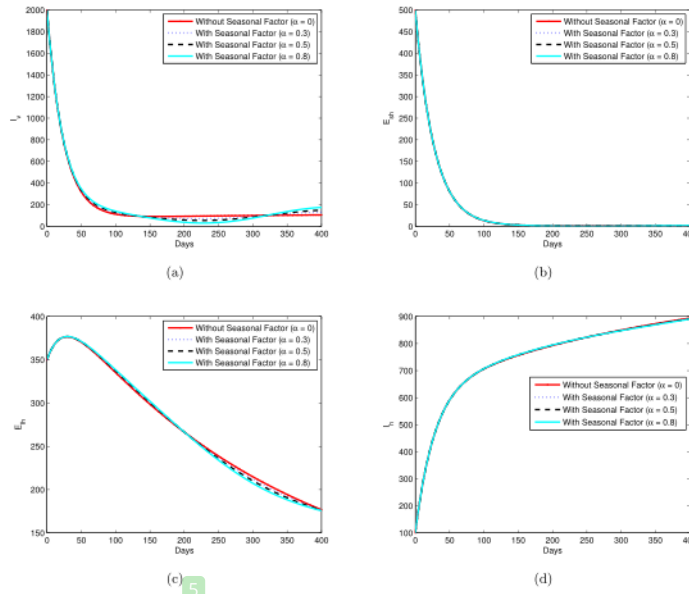 2000
1800
1600
1400
1200
1000
800
600
400
200
0
I_v
0 50 100 150 200 250 300 350 400
Days
Without Seasonal Factor (α = 0)
With Seasonal Factor (α = 0.3)
With Seasonal Factor (α = 0.5)
With Seasonal Factor (α = 0.8)
(a)
500
450
400
350
300
250
200
150
100
50
0
E_sh
0 50 100 150 200 250 300 350 400
Days
Without Seasonal Factor (α = 0)
With Seasonal Factor (α = 0.3)
With Seasonal Factor (α = 0.5)
With Seasonal Factor (α = 0.8)
(b)
400
350
300
250
200
150
0 50 100 150 200 250 300 350 400
Days
Without Seasonal Factor (α = 0)
With Seasonal Factor (α = 0.3)
With Seasonal Factor (α = 0.5)
With Seasonal Factor (α = 0.8)
(c)
5
900
800
700
600
500
400
300
200
100
I_h
0 50 100 150 200 250 300 350 400
Days
Without Seasonal Factor (α = 0)
With Seasonal Factor (α = 0.3)
With Seasonal Factor (α = 0.5)
With Seasonal Factor (α = 0.8)
(d)